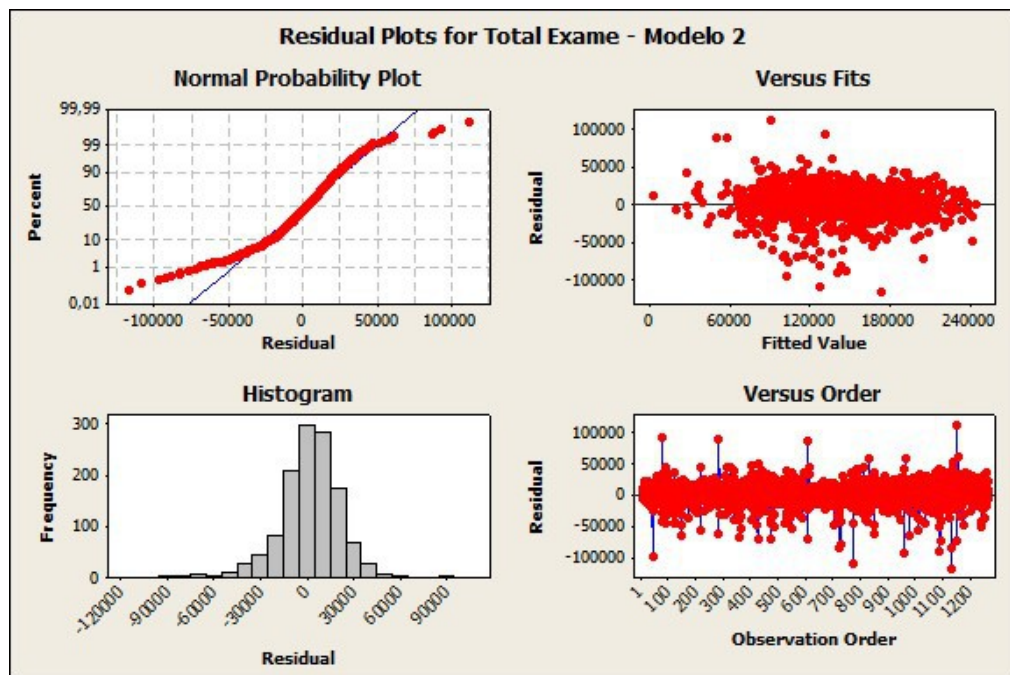 Residual Plots for Total Exame - Modelo 2
Normal Probability Plot
99,99
99
90
50
10
1
0,01
Percent
-100000 -50000 0 50000 100000
Residual
Versus Fits
100000
50000
0
-50000
-100000
Residual
0 60000 120000 180000 240000
Fitted Value
Histogram
300
200
100
0
Frequency
-120000 -90000 -60000 -30000 0 30000 60000 90000
Residual
Versus Order
100000
50000
0
-50000
-100000
Residual
1 100 200 300 400 500 600 700 800 900 1000 1100 1200
Observation Order